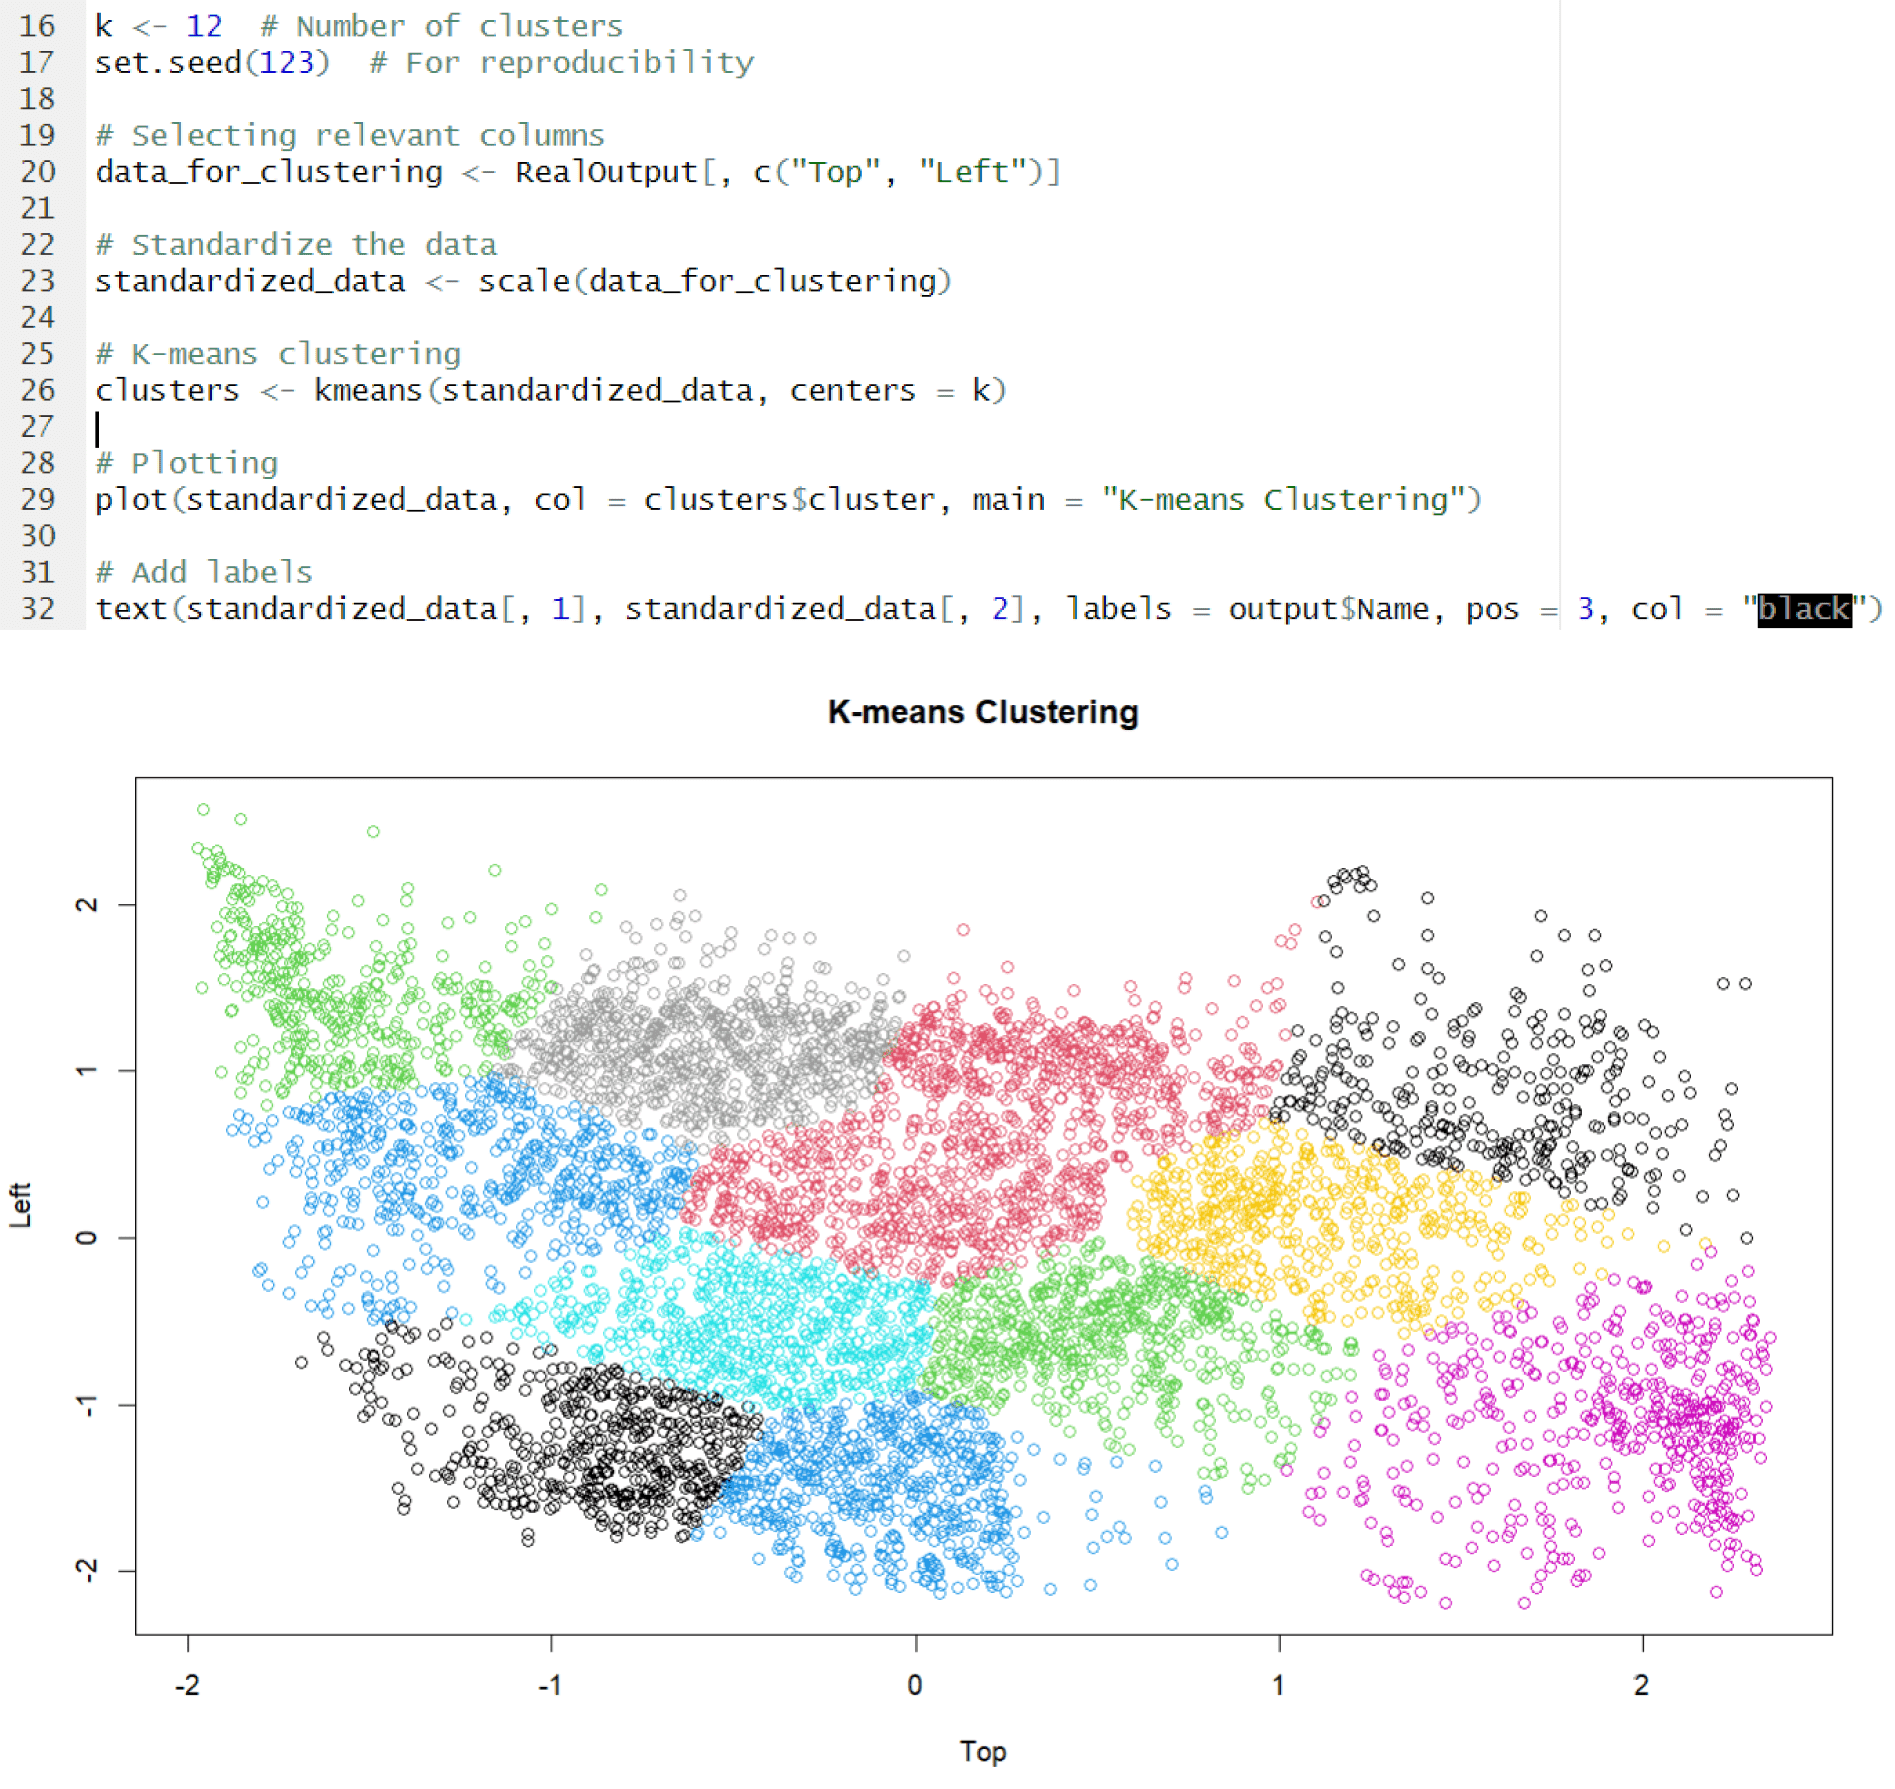 16 k <- 12  # Number of clusters
17 set.seed(123)  # For reproducibility
18
19 # Selecting relevant columns
20 data_for_clustering <- RealOutput[, c("Top", "Left")]
21
22 # Standardize the data
23 standardized_data <- scale(data_for_clustering)
24
25 # K-means clustering
26 clusters <- kmeans(standardized_data, centers = k)
27
28 # Plotting
29 plot(standardized_data, col = clusters$cluster, main = "K-means Clustering")
30
31 # Add labels
32 text(standardized_data[, 1], standardized_data[, 2], labels = output$Name, pos = 3, col = "black")
K-means Clustering
2
1
0
-1
-2
Left
-2 -1 0 1 2
Top